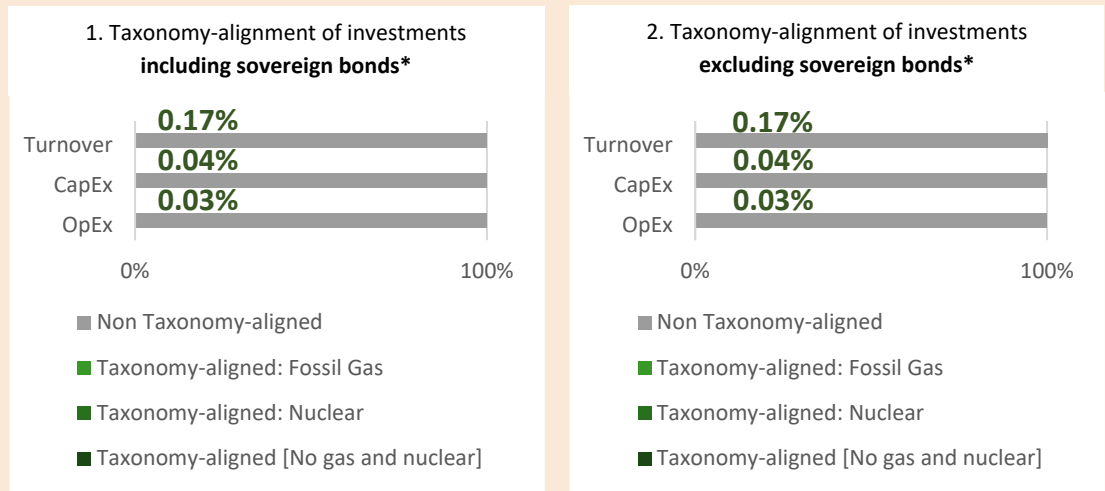 1. Taxonomy-alignment of investments
including sovereign bonds*
0.17%
Turnover
0.04%
CapEx
0.03%
OpEx
0%
100%
Non Taxonomy-aligned
Taxonomy-aligned: Fossil Gas
Taxonomy-aligned: Nuclear
Taxonomy-aligned [No gas and nuclear]
2. Taxonomy-alignment of investments
excluding sovereign bonds*
0.17%
Turnover
0.04%
CapEx
0.03%
OpEx
0%
100%
Non Taxonomy-aligned
Taxonomy-aligned: Fossil Gas
Taxonomy-aligned: Nuclear
Taxonomy-aligned [No gas and nuclear]